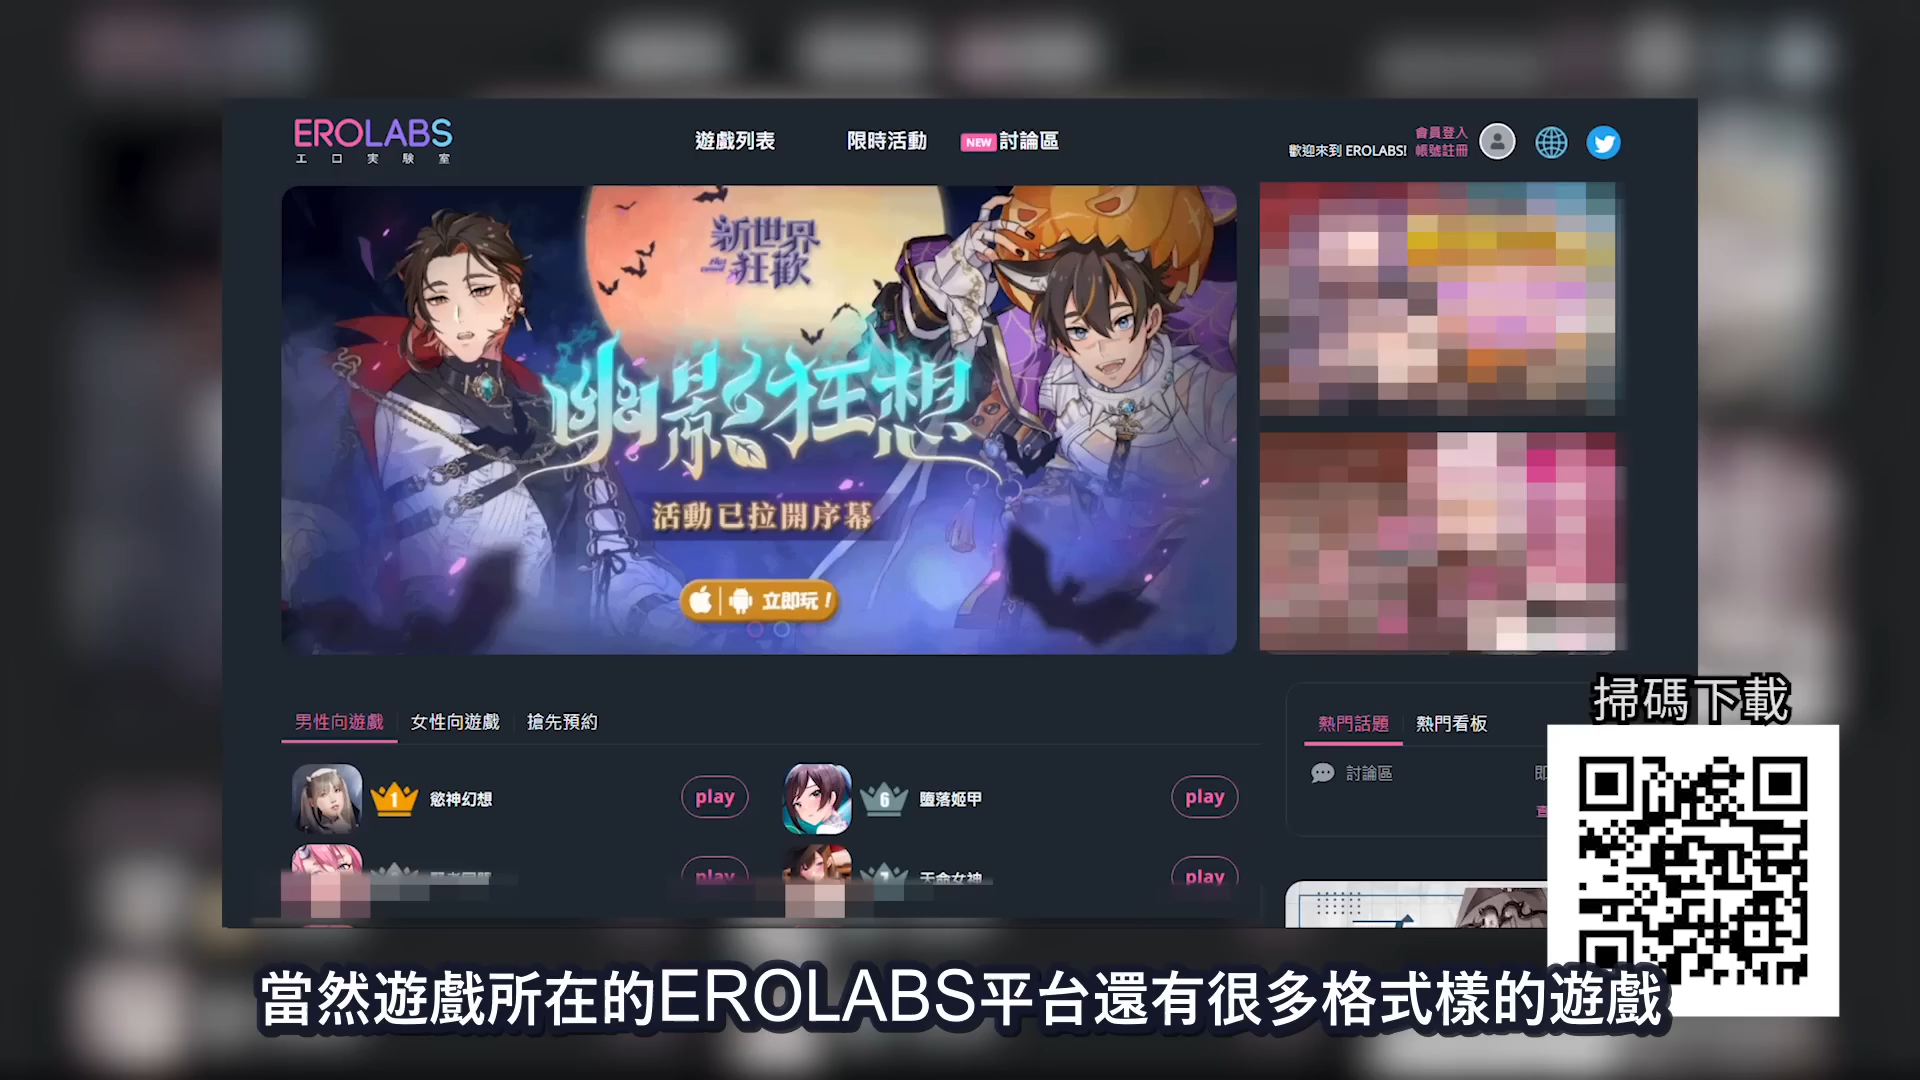 EROLABS
工口実験室
遊戲列表
限時活動
NEW 討論區
歡迎來到 EROLABS!
會員登入
帳號註冊
新世界
狂歡
幽影狂想
活動已拉開序幕
立即玩!
男性向遊戲
女性向遊戲
搶先預約
熱門話題
熱門看板
討論區
1 慾神幻想
play
6 墮落姬甲
play
play
7 天命女神
play
掃碼下載
當然遊戲所在的EROLABS平台還有很多格式樣的遊戲